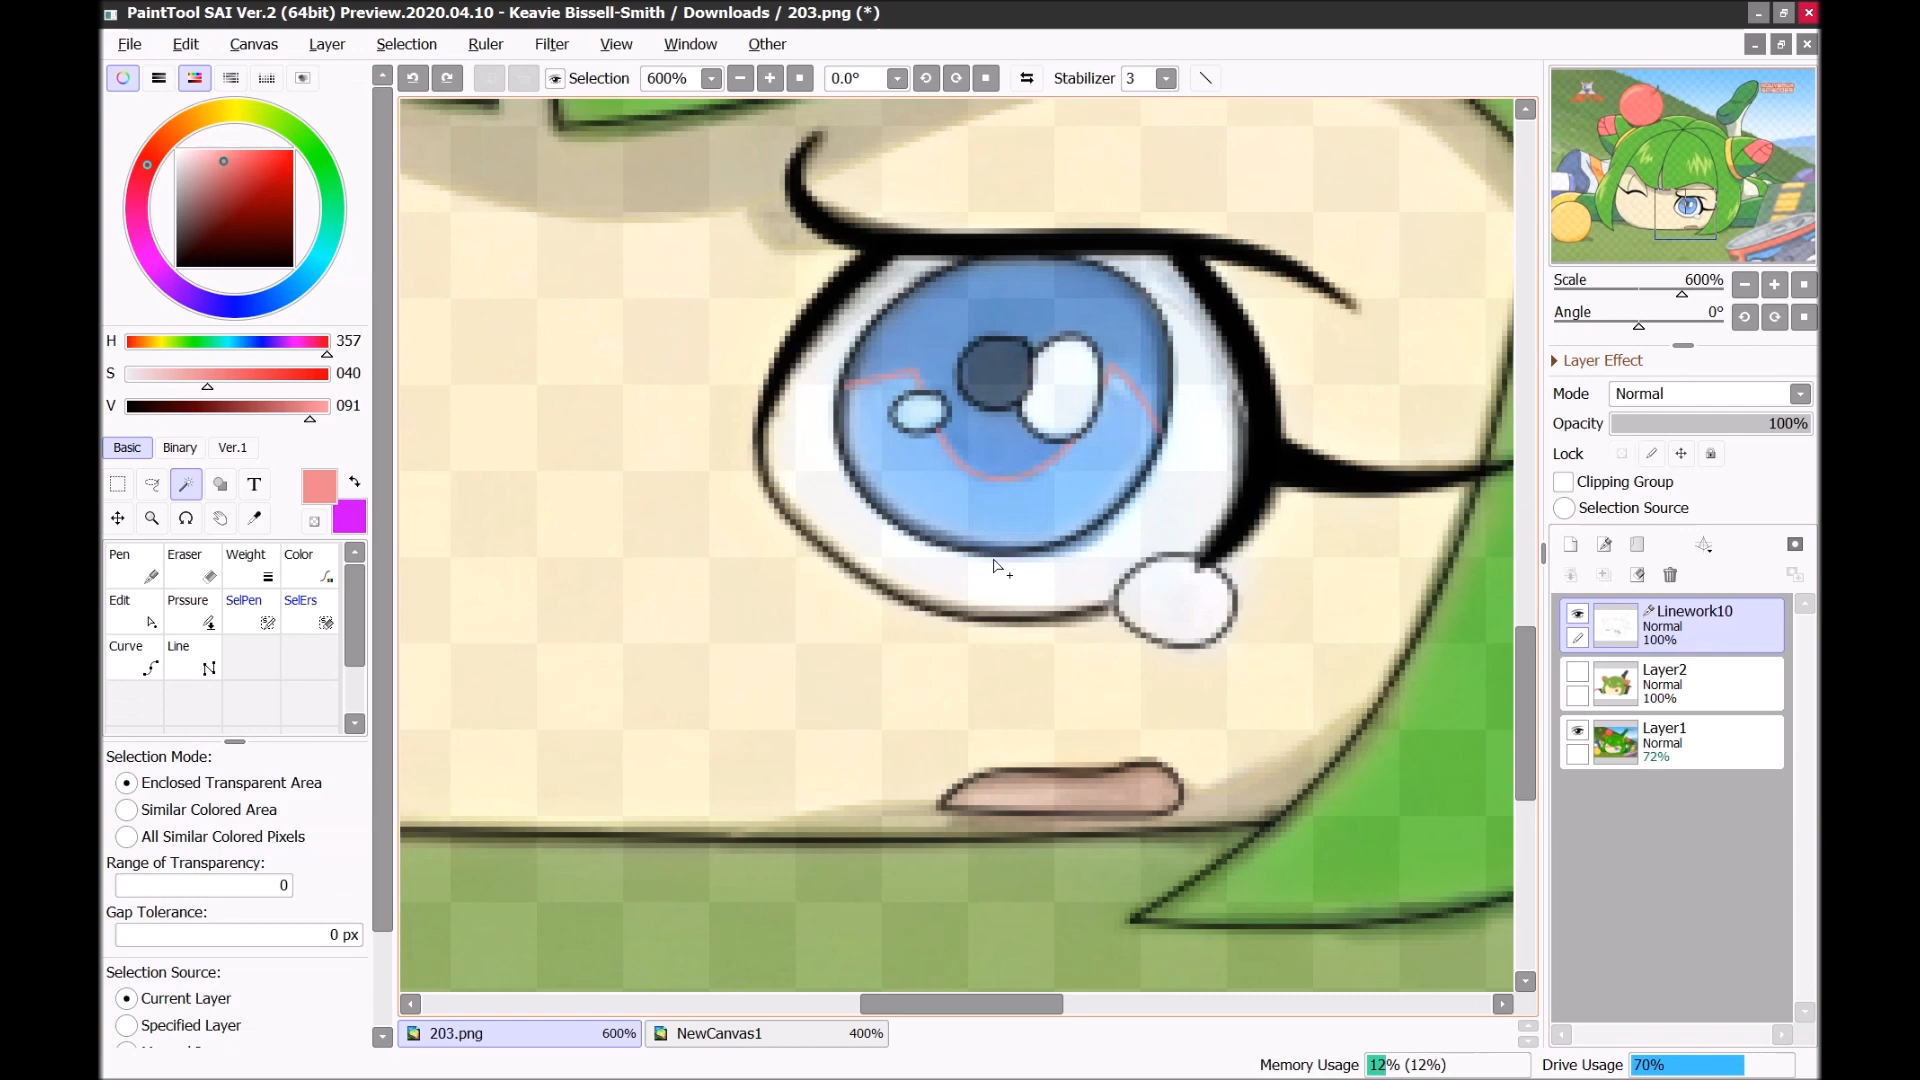 PaintTool SAI Ver.2 (64bit) Preview.2020.04.10 - Keavie Bissell-Smith / Downloads / 203.png (*)
File Edit Canvas Layer Selection Ruler Filter View Window Other
Selection 600% 0.0° Stabilizer 3
H 357
S 040
V 091
Basic Binary Ver.1
T
Pen Eraser Weight Color
Edit Prssure SelPen SelErs
Curve Line
Selection Mode:
Enclosed Transparent Area
Similar Colored Area
All Similar Colored Pixels
Range of Transparency:
0
Gap Tolerance:
0 px
Selection Source:
Current Layer
Specified Layer
203.png 600% NewCanvas1 400%
Scale 600%
Angle 0°
Layer Effect
Mode Normal
Opacity 100%
Lock
Clipping Group
Selection Source
Linework10
Normal
100%
Layer2
Normal
100%
Layer1
Normal
72%
Memory Usage 12% (12%) Drive Usage 70%